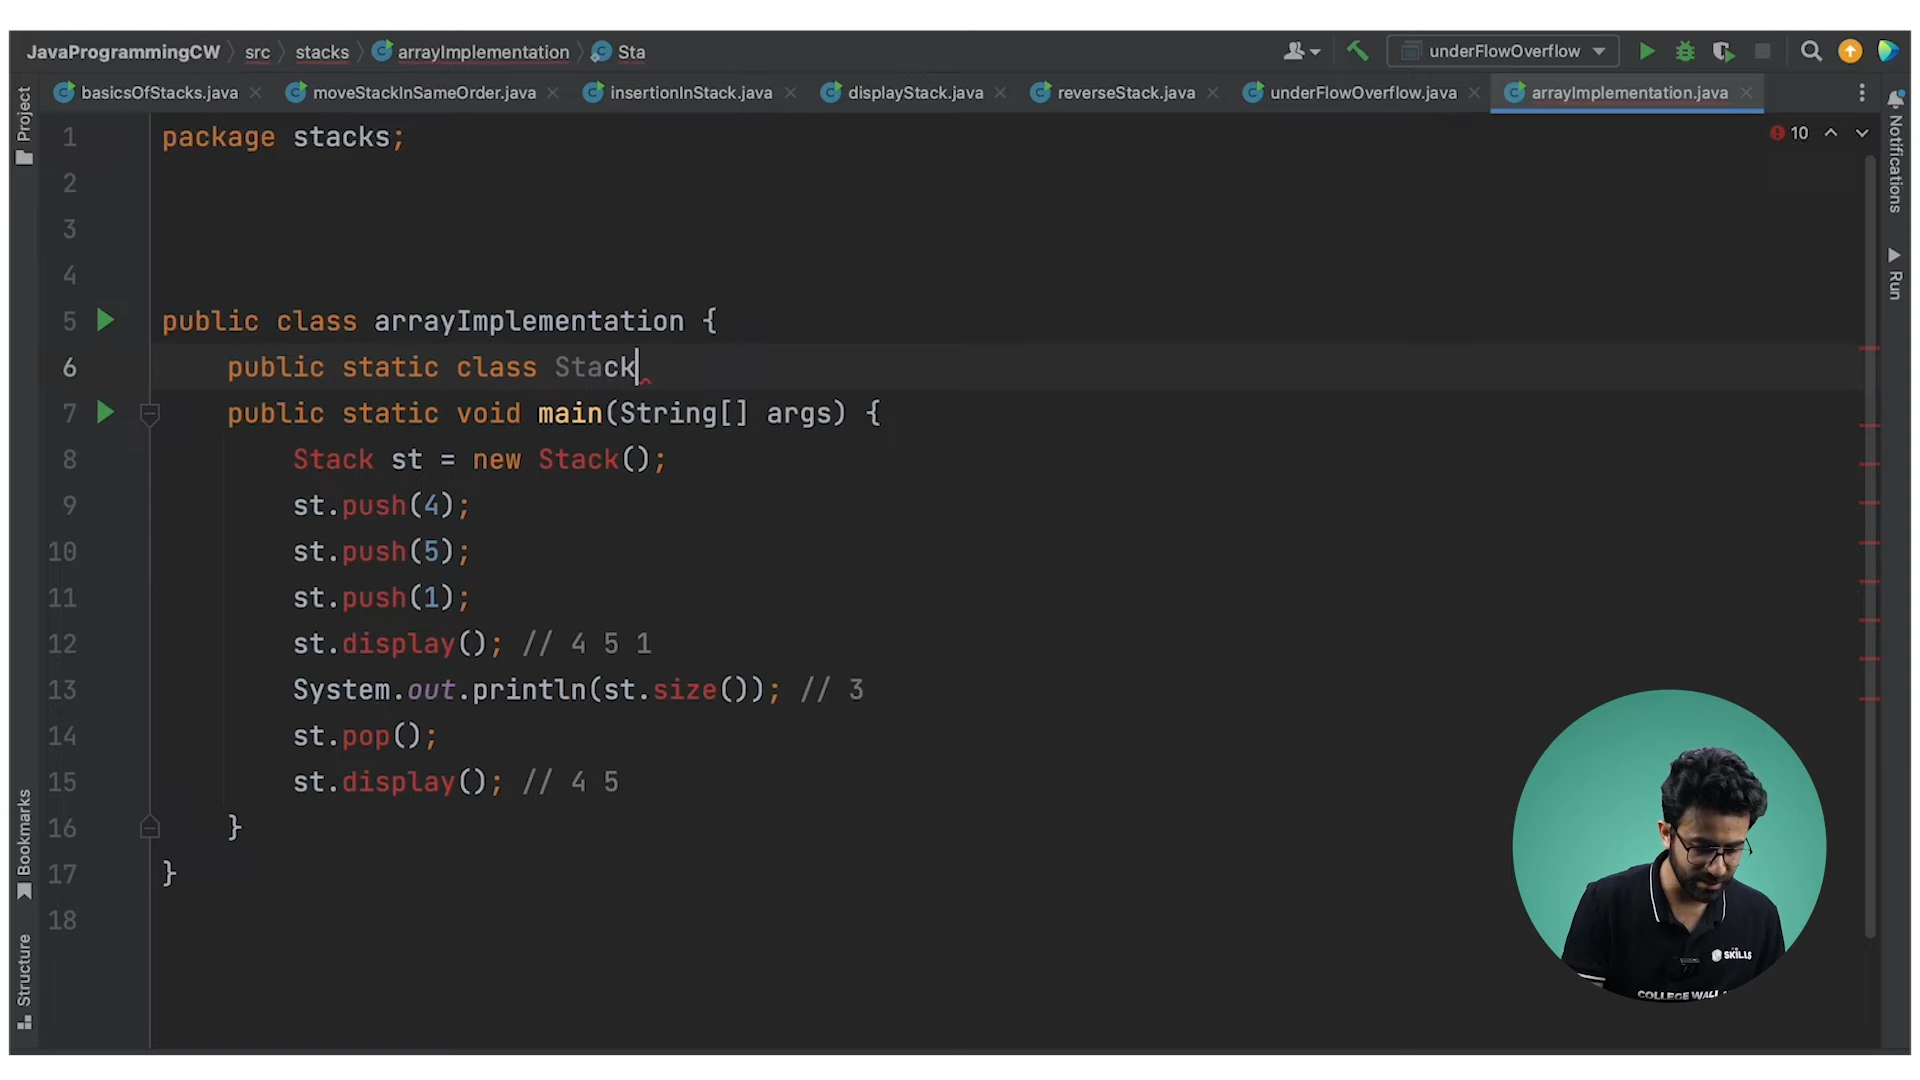 JavaProgrammingCW src stacks arrayImplementation Sta underFlowOverflow
basicsOfStacks.java moveStackInSameOrder.java insertionInStack.java displayStack.java reverseStack.java underFlowOverflow.java arrayImplementation.java
Project
Notifications
Run
Bookmarks
Structure
10
1 package stacks;
2
3
4
5 public class arrayImplementation {
6 public static class Stack
7 public static void main(String[] args) {
8 Stack st = new Stack();
9 st.push(4);
10 st.push(5);
11 st.push(1);
12 st.display(); // 4 5 1
13 System.out.println(st.size()); // 3
14 st.pop();
15 st.display(); // 4 5
16 }
17 }
18
SKILLS
COLLEGE WALL